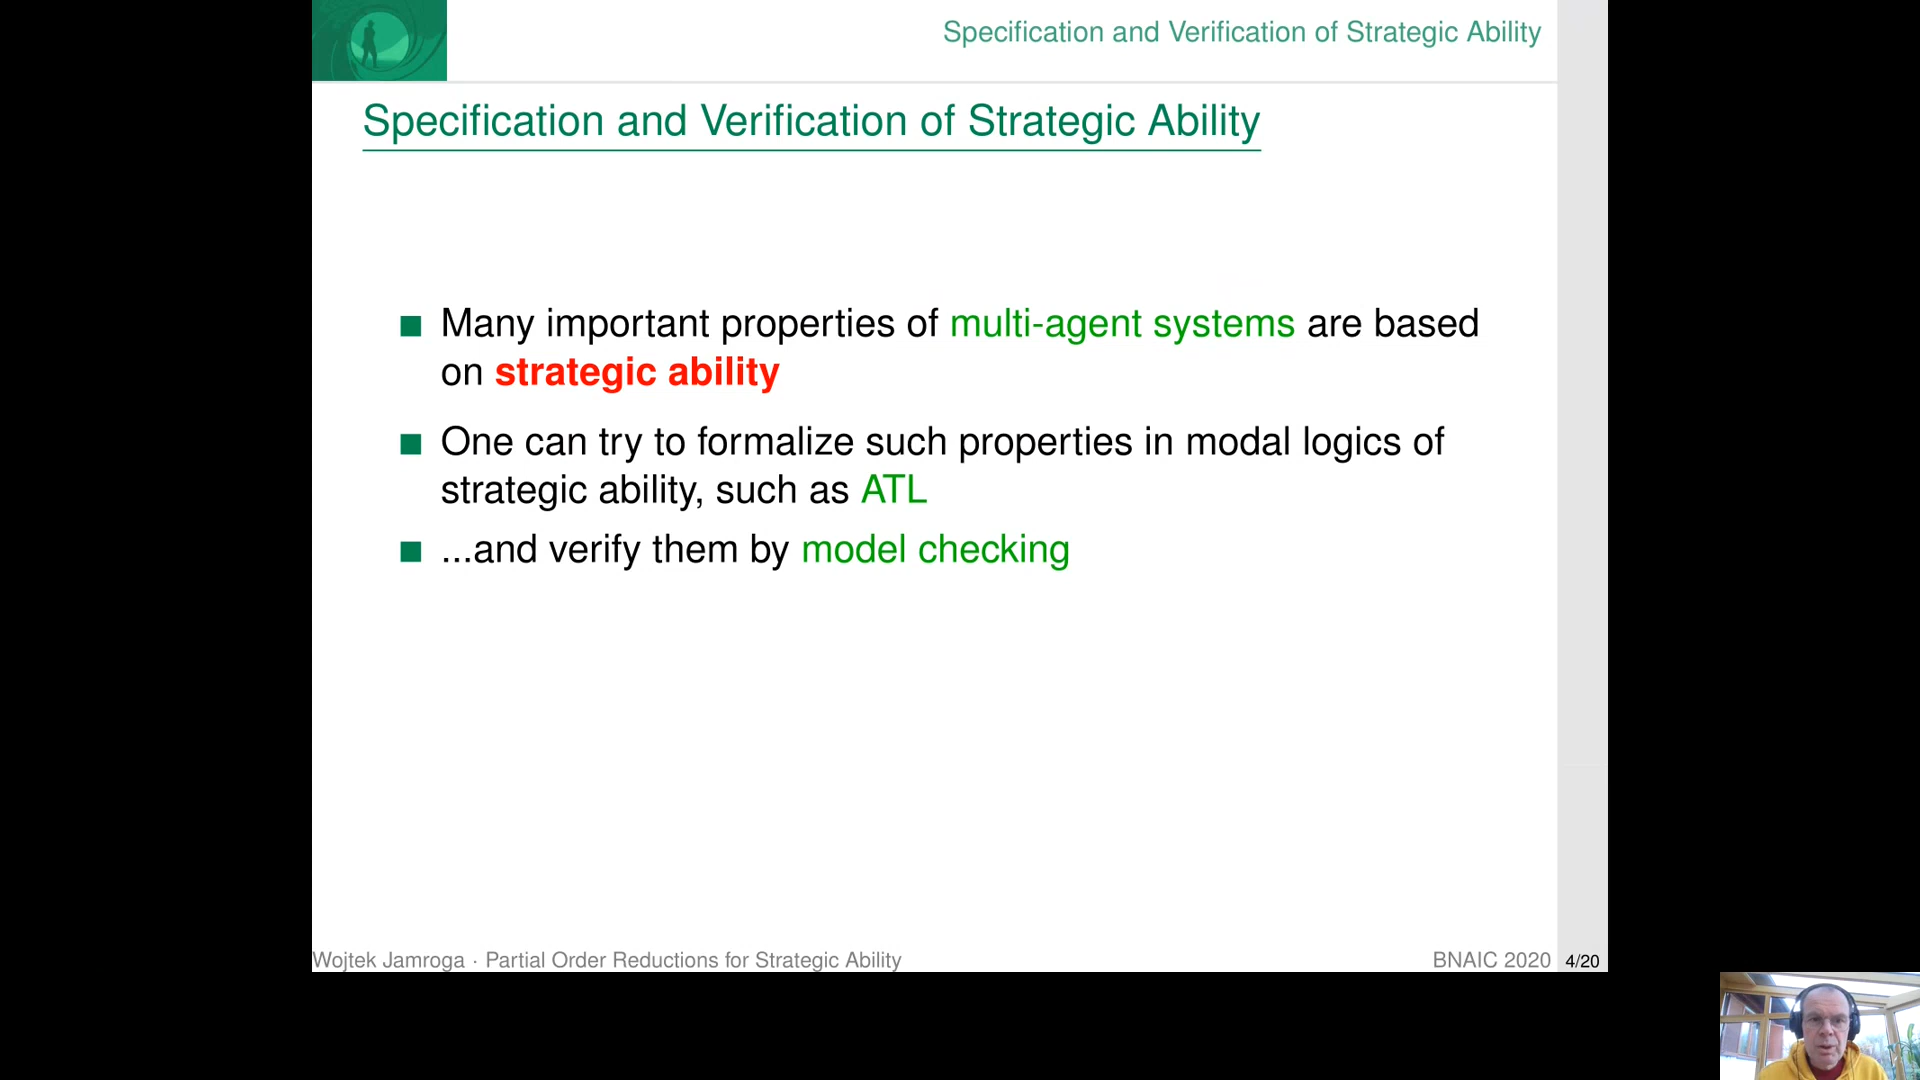 Specification and Verification of Strategic Ability
Specification and Verification of Strategic Ability
Many important properties of multi-agent systems are based
on strategic ability
One can try to formalize such properties in modal logics of
strategic ability, such as ATL
...and verify them by model checking
Wojtek Jamroga · Partial Order Reductions for Strategic Ability
BNAIC 2020 4/20